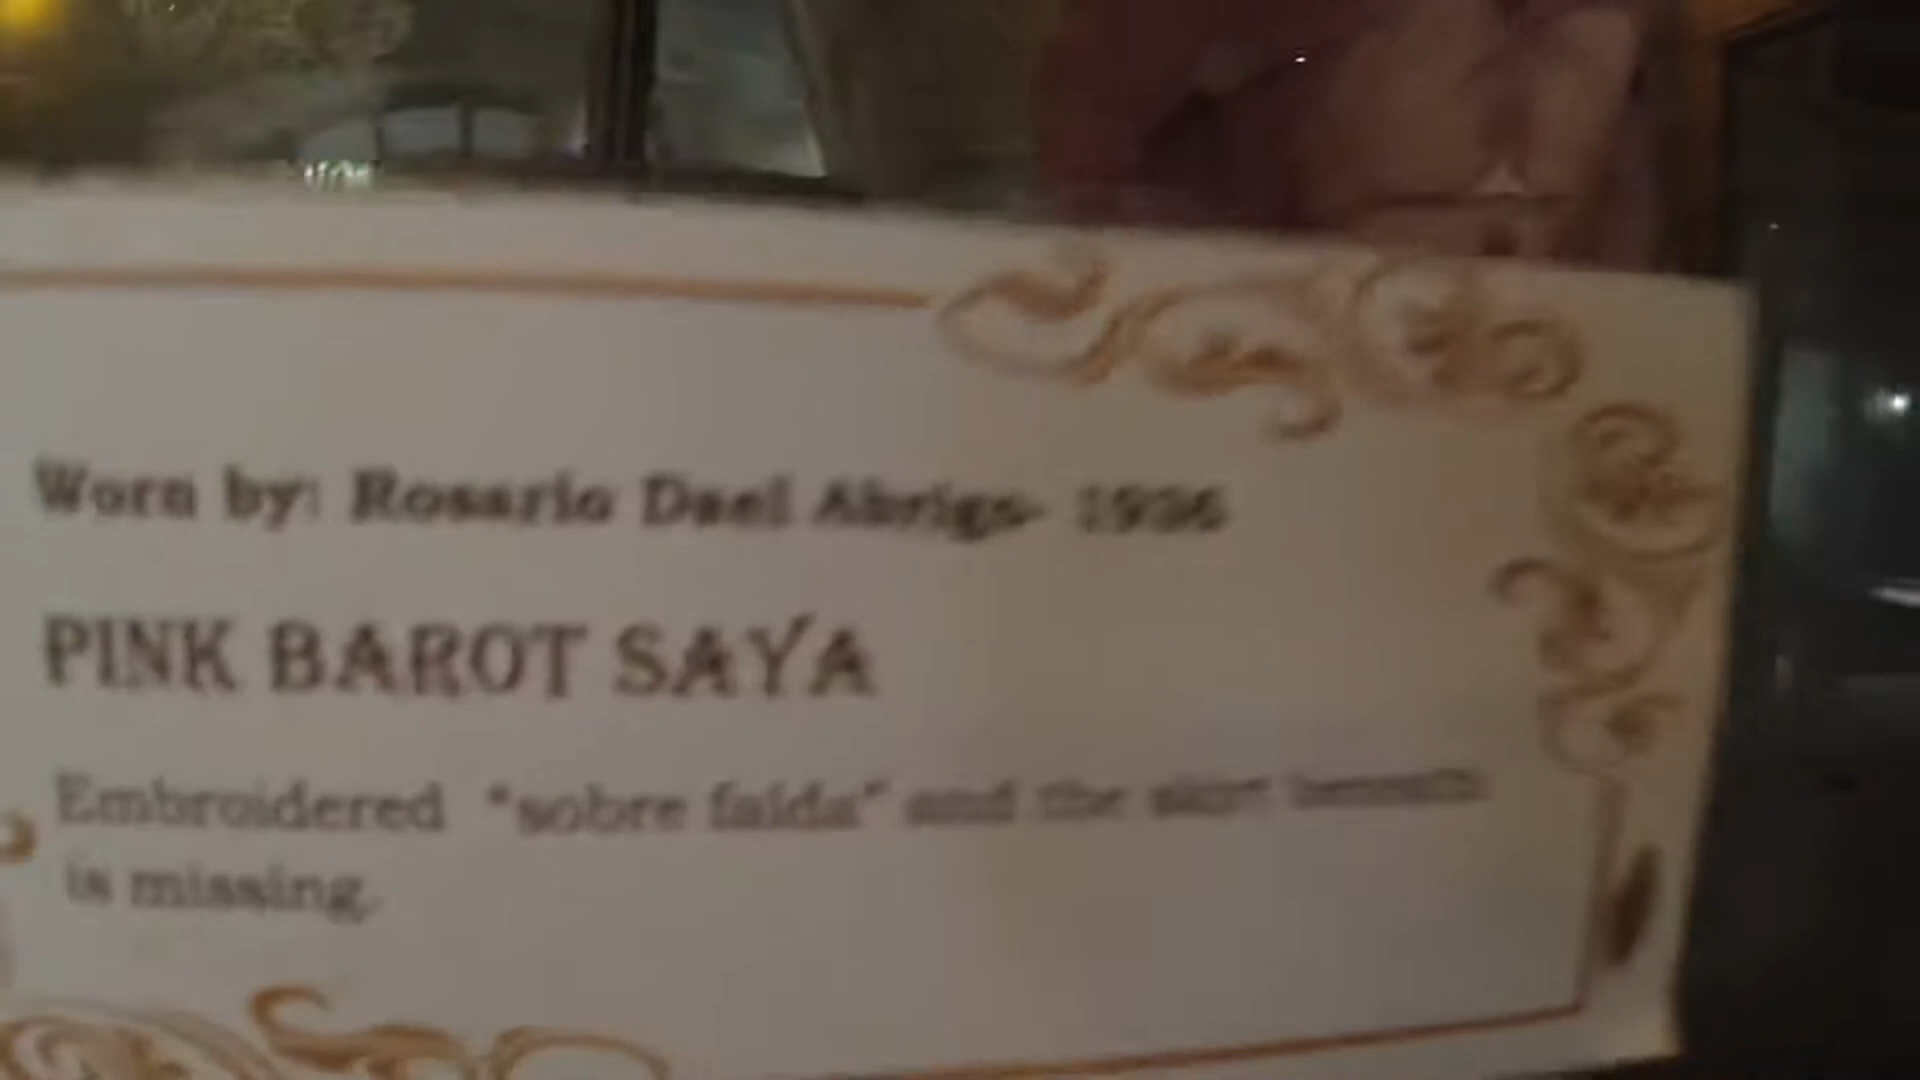 Worn by: Rosario Dael Abrigo- 1936
PINK BAROT SAYA
Embroidered "sobre falda" and the skirt beneath
is missing.